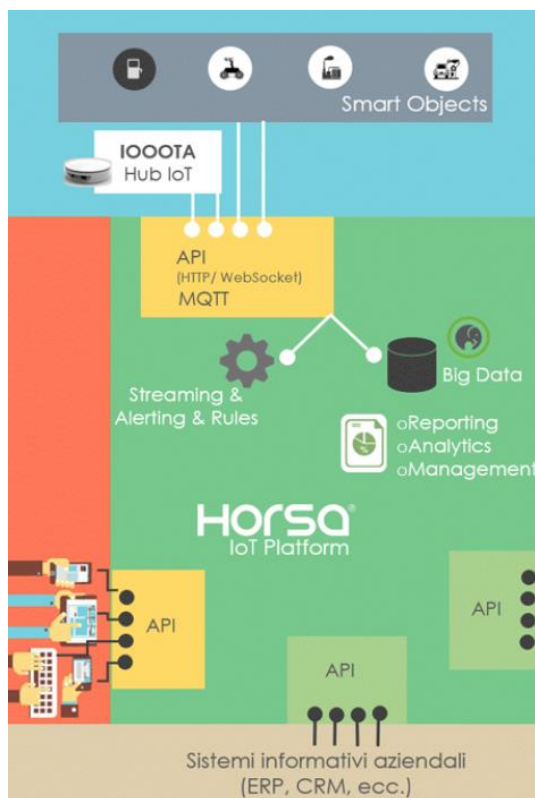 Smart Objects
IOOOTA
Hub IoT
API
(HTTP/ WebSocket)
MQTT
Streaming &
Alerting & Rules
Big Data
oReporting
oAnalytics
oManagement
Horsa®
IoT Platform
API
API
API
Sistemi informativi aziendali
(ERP, CRM, ecc.)